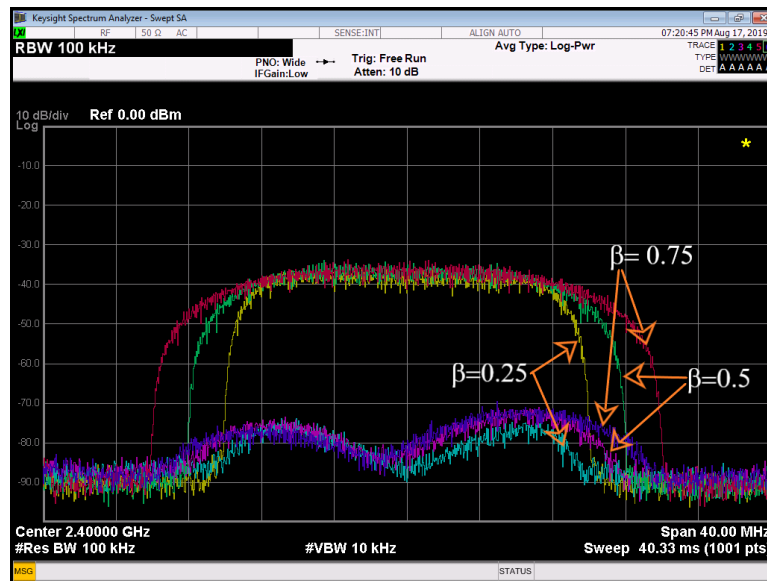 Keysight Spectrum Analyzer - Swept SA
LXI RF 50 Ω AC SENSE:INT ALIGN AUTO 07:20:45 PM Aug 17, 2019
RBW 100 kHz
PNO: Wide
IFGain:Low
Trig: Free Run
Atten: 10 dB
Avg Type: Log-Pwr
TRACE 1 2 3 4 5
TYPE WWWWWW
DET A A A A A
10 dB/div Ref 0.00 dBm
Log
-10.0
-20.0
-30.0
-40.0
-50.0
-60.0
-70.0
-80.0
-90.0
β= 0.75
β=0.25
β=0.5
Center 2.40000 GHz Span 40.00 MHz
#Res BW 100 kHz #VBW 10 kHz Sweep 40.33 ms (1001 pts
MSG STATUS